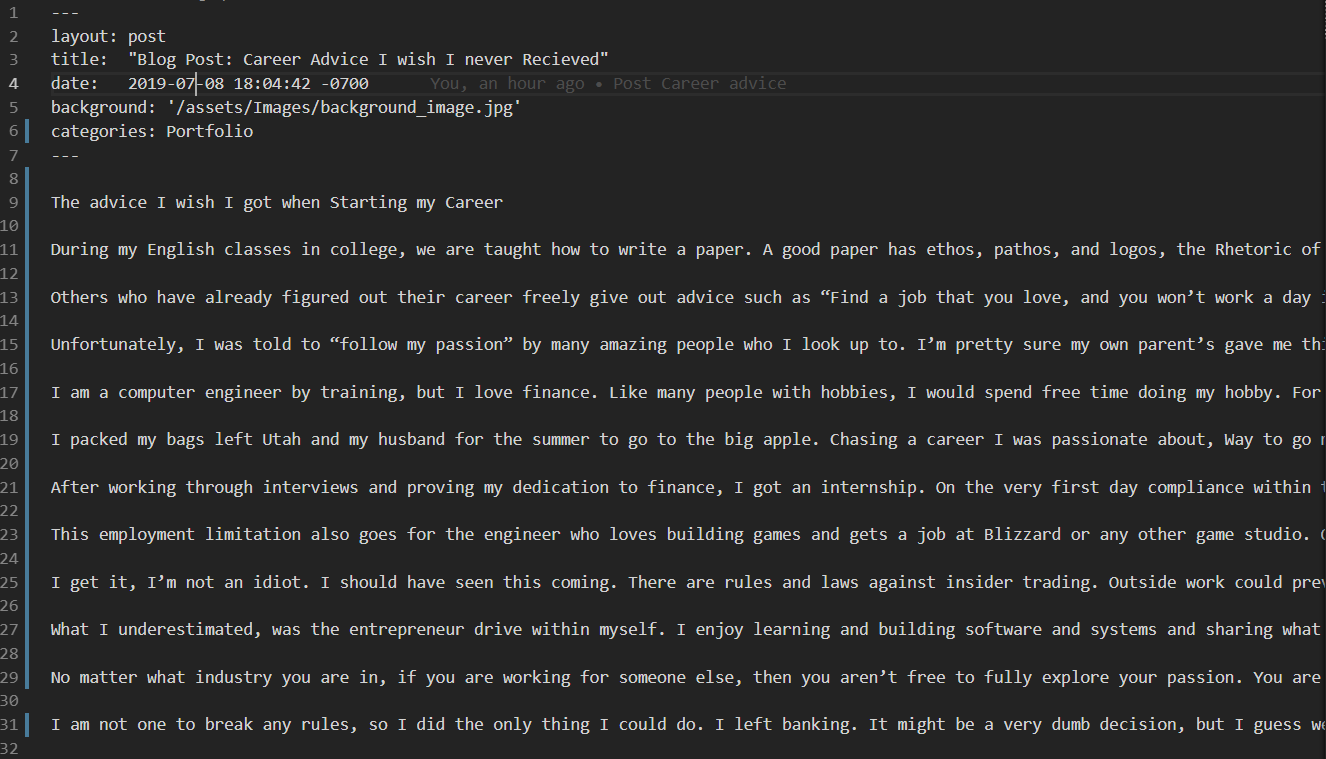 1 ---
2 layout: post
3 title:  "Blog Post: Career Advice I wish I never Recieved"
4 date:   2019-07-08 18:04:42 -0700 You, an hour ago • Post Career advice
5 background: '/assets/Images/background_image.jpg'
6 categories: Portfolio
7 ---
8
9 The advice I wish I got when Starting my Career
10
11 During my English classes in college, we are taught how to write a paper. A good paper has ethos, pathos, and logos, the Rhetoric of
12
13 Others who have already figured out their career freely give out advice such as “Find a job that you love, and you won’t work a day
14
15 Unfortunately, I was told to “follow my passion” by many amazing people who I look up to. I’m pretty sure my own parent’s gave me thi
16
17 I am a computer engineer by training, but I love finance. Like many people with hobbies, I would spend free time doing my hobby. For
18
19 I packed my bags left Utah and my husband for the summer to go to the big apple. Chasing a career I was passionate about, Way to go
20
21 After working through interviews and proving my dedication to finance, I got an internship. On the very first day compliance within
22
23 This employment limitation also goes for the engineer who loves building games and gets a job at Blizzard or any other game studio.
24
25 I get it, I’m not an idiot. I should have seen this coming. There are rules and laws against insider trading. Outside work could prev
26
27 What I underestimated, was the entrepreneur drive within myself. I enjoy learning and building software and systems and sharing what
28
29 No matter what industry you are in, if you are working for someone else, then you aren’t free to fully explore your passion. You are
30
31 I am not one to break any rules, so I did the only thing I could do. I left banking. It might be a very dumb decision, but I guess we
32